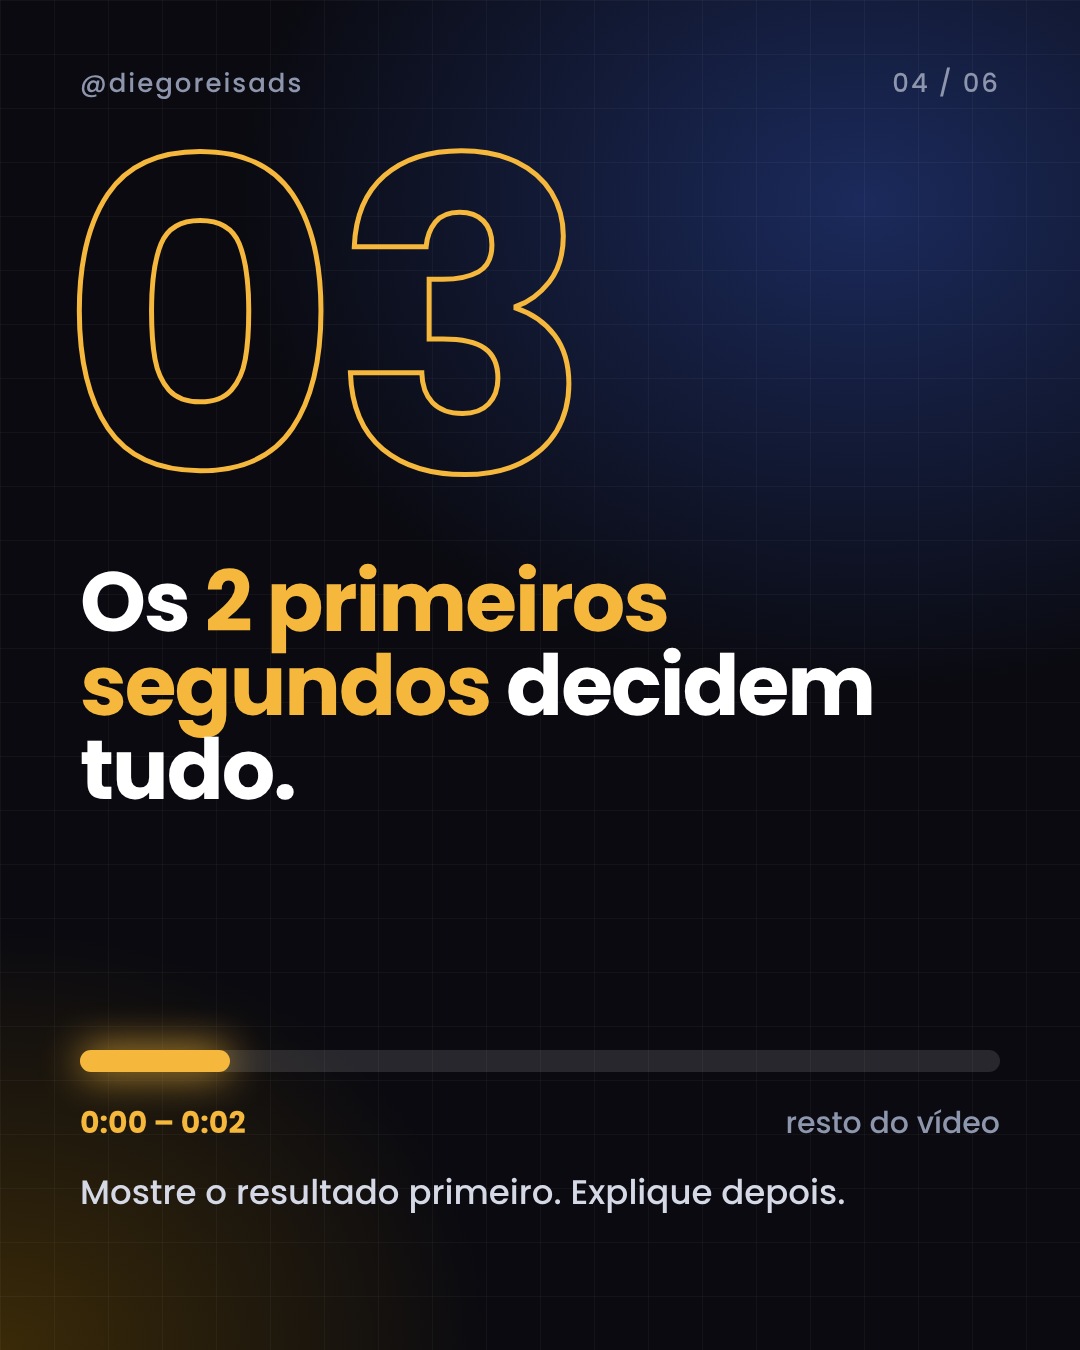 @diegoreisads
04 / 06
03
Os 2 primeiros
segundos decidem
tudo.
0:00 – 0:02
resto do vídeo
Mostre o resultado primeiro. Explique depois.